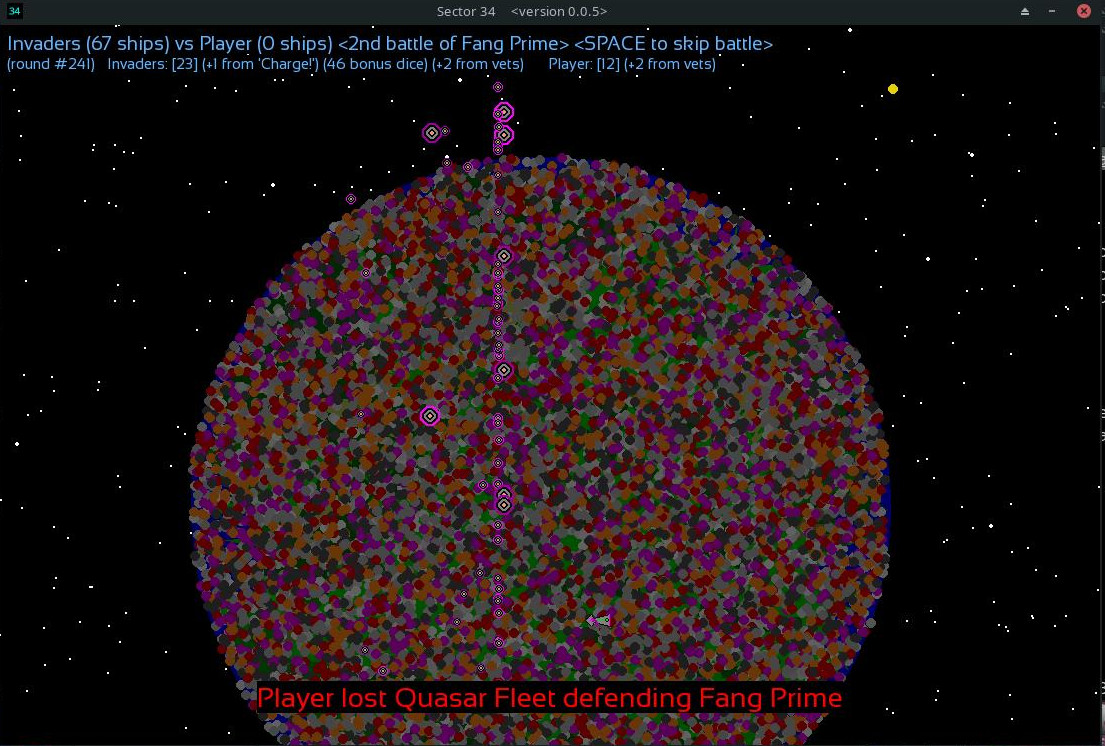 34
Sector 34 <version 0.0.5>
Invaders (67 ships) vs Player (0 ships) <2nd battle of Fang Prime> <SPACE to skip battle>
(round #241) Invaders: [23] (+1 from 'Charge!') (46 bonus dice) (+2 from vets) Player: [12] (+2 from vets)
Player lost Quasar Fleet defending Fang Prime